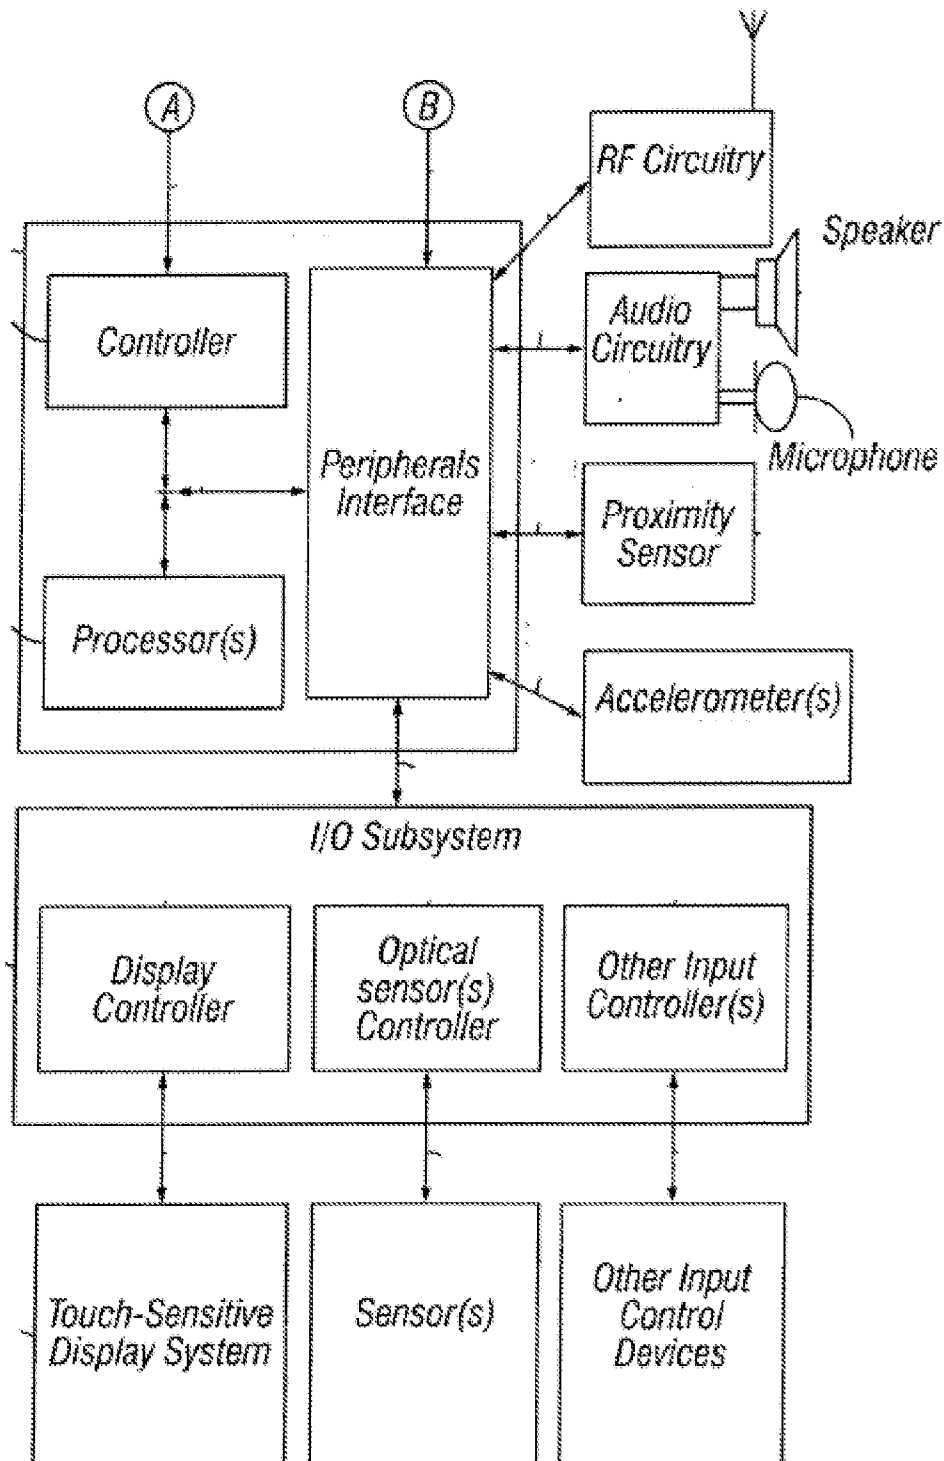 A
B
RF Circuitry
Speaker
Controller
Audio
Circuitry
Peripherals
Interface
Microphone
Proximity
Sensor
Processor(s)
Accelerometer(s)
I/O Subsystem
Display
Controller
Optical
sensor(s)
Controller
Other Input
Controller(s)
Touch-Sensitive
Display System
Sensor(s)
Other Input
Control
Devices